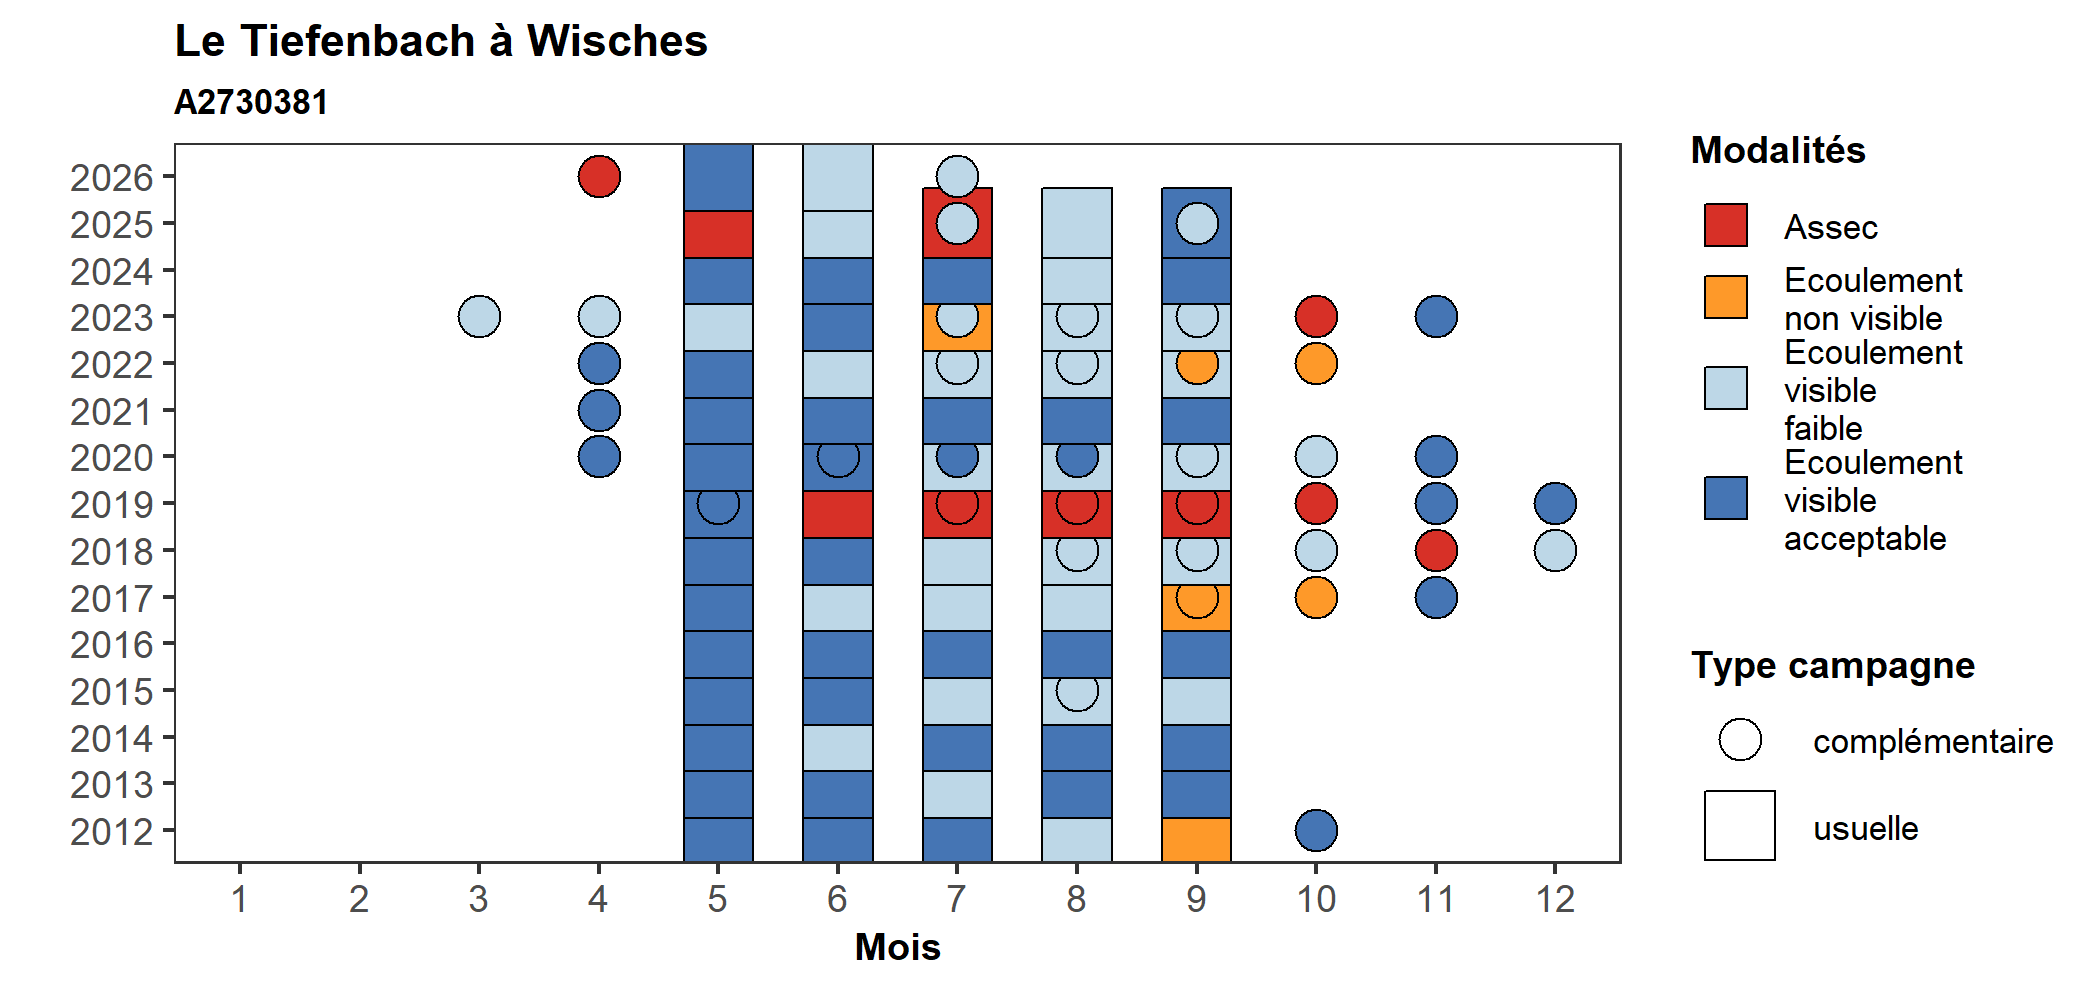 Le Tiefenbach à Wisches
A2730381
2026
2025
2024
2023
2022
2021
2020
2019
2018
2017
2016
2015
2014
2013
2012
1 2 3 4 5 6 7 8 9 10 11 12
Mois
Modalités
Assec
Ecoulement
non visible
Ecoulement
visible
faible
Ecoulement
visible
acceptable
Type campagne
complémentaire
usuelle